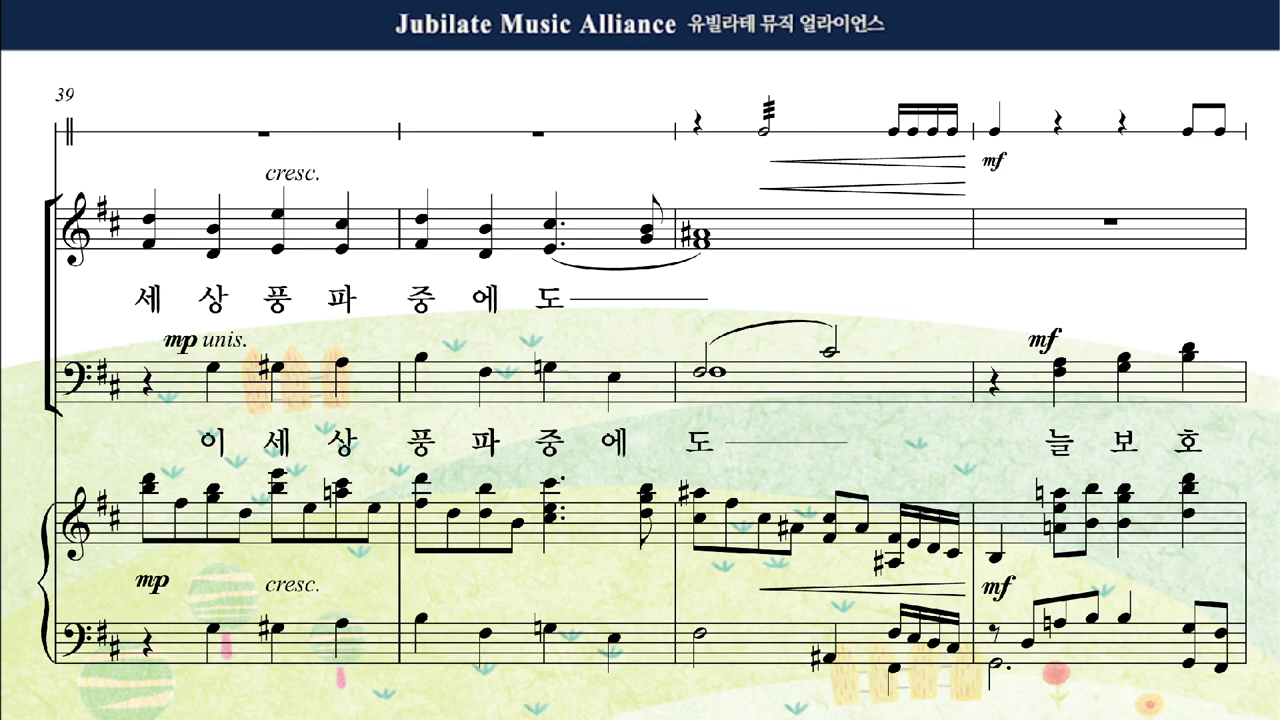 Jubilate Music Alliance 유빌라테 뮤직 얼라이언스
39
mf
cresc.
세 상 풍 파 중 에 도
mp unis. mf
이 세 상 풍 파 중 에 도 늘 보 호
mp cresc. mf